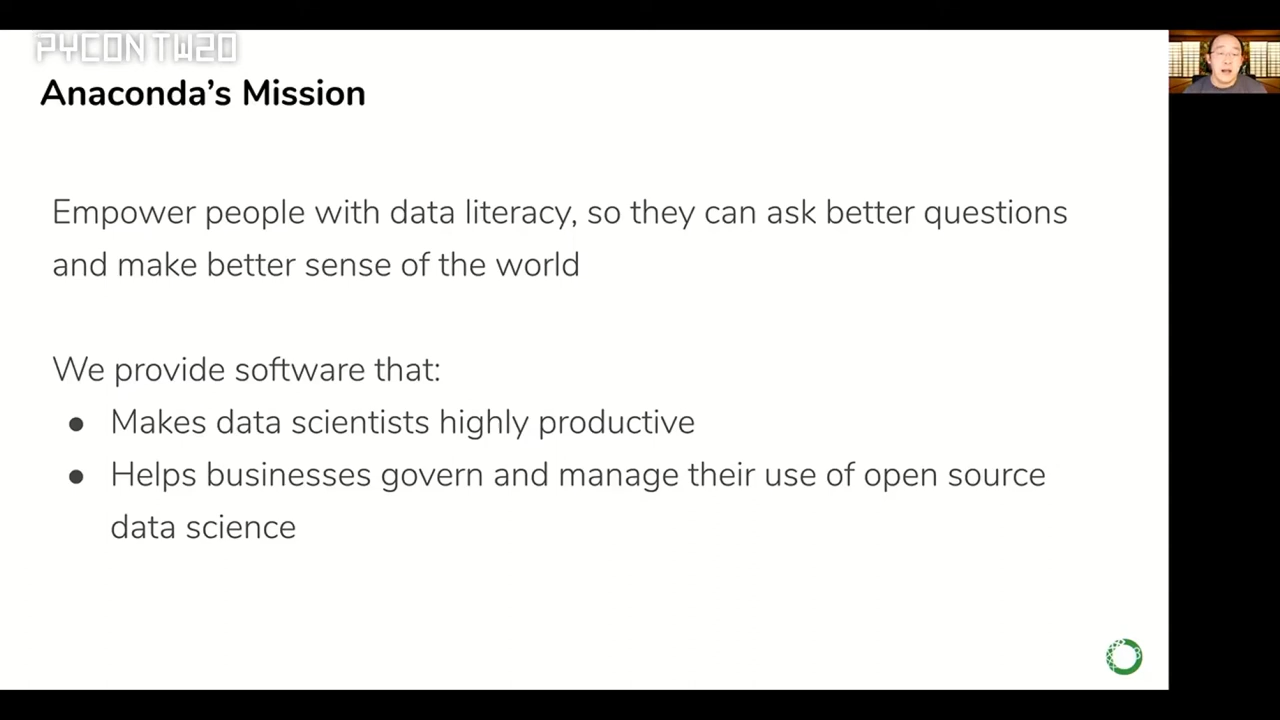 PYCON TW20
Anaconda's Mission
Empower people with data literacy, so they can ask better questions
and make better sense of the world
We provide software that:
● Makes data scientists highly productive
● Helps businesses govern and manage their use of open source
data science